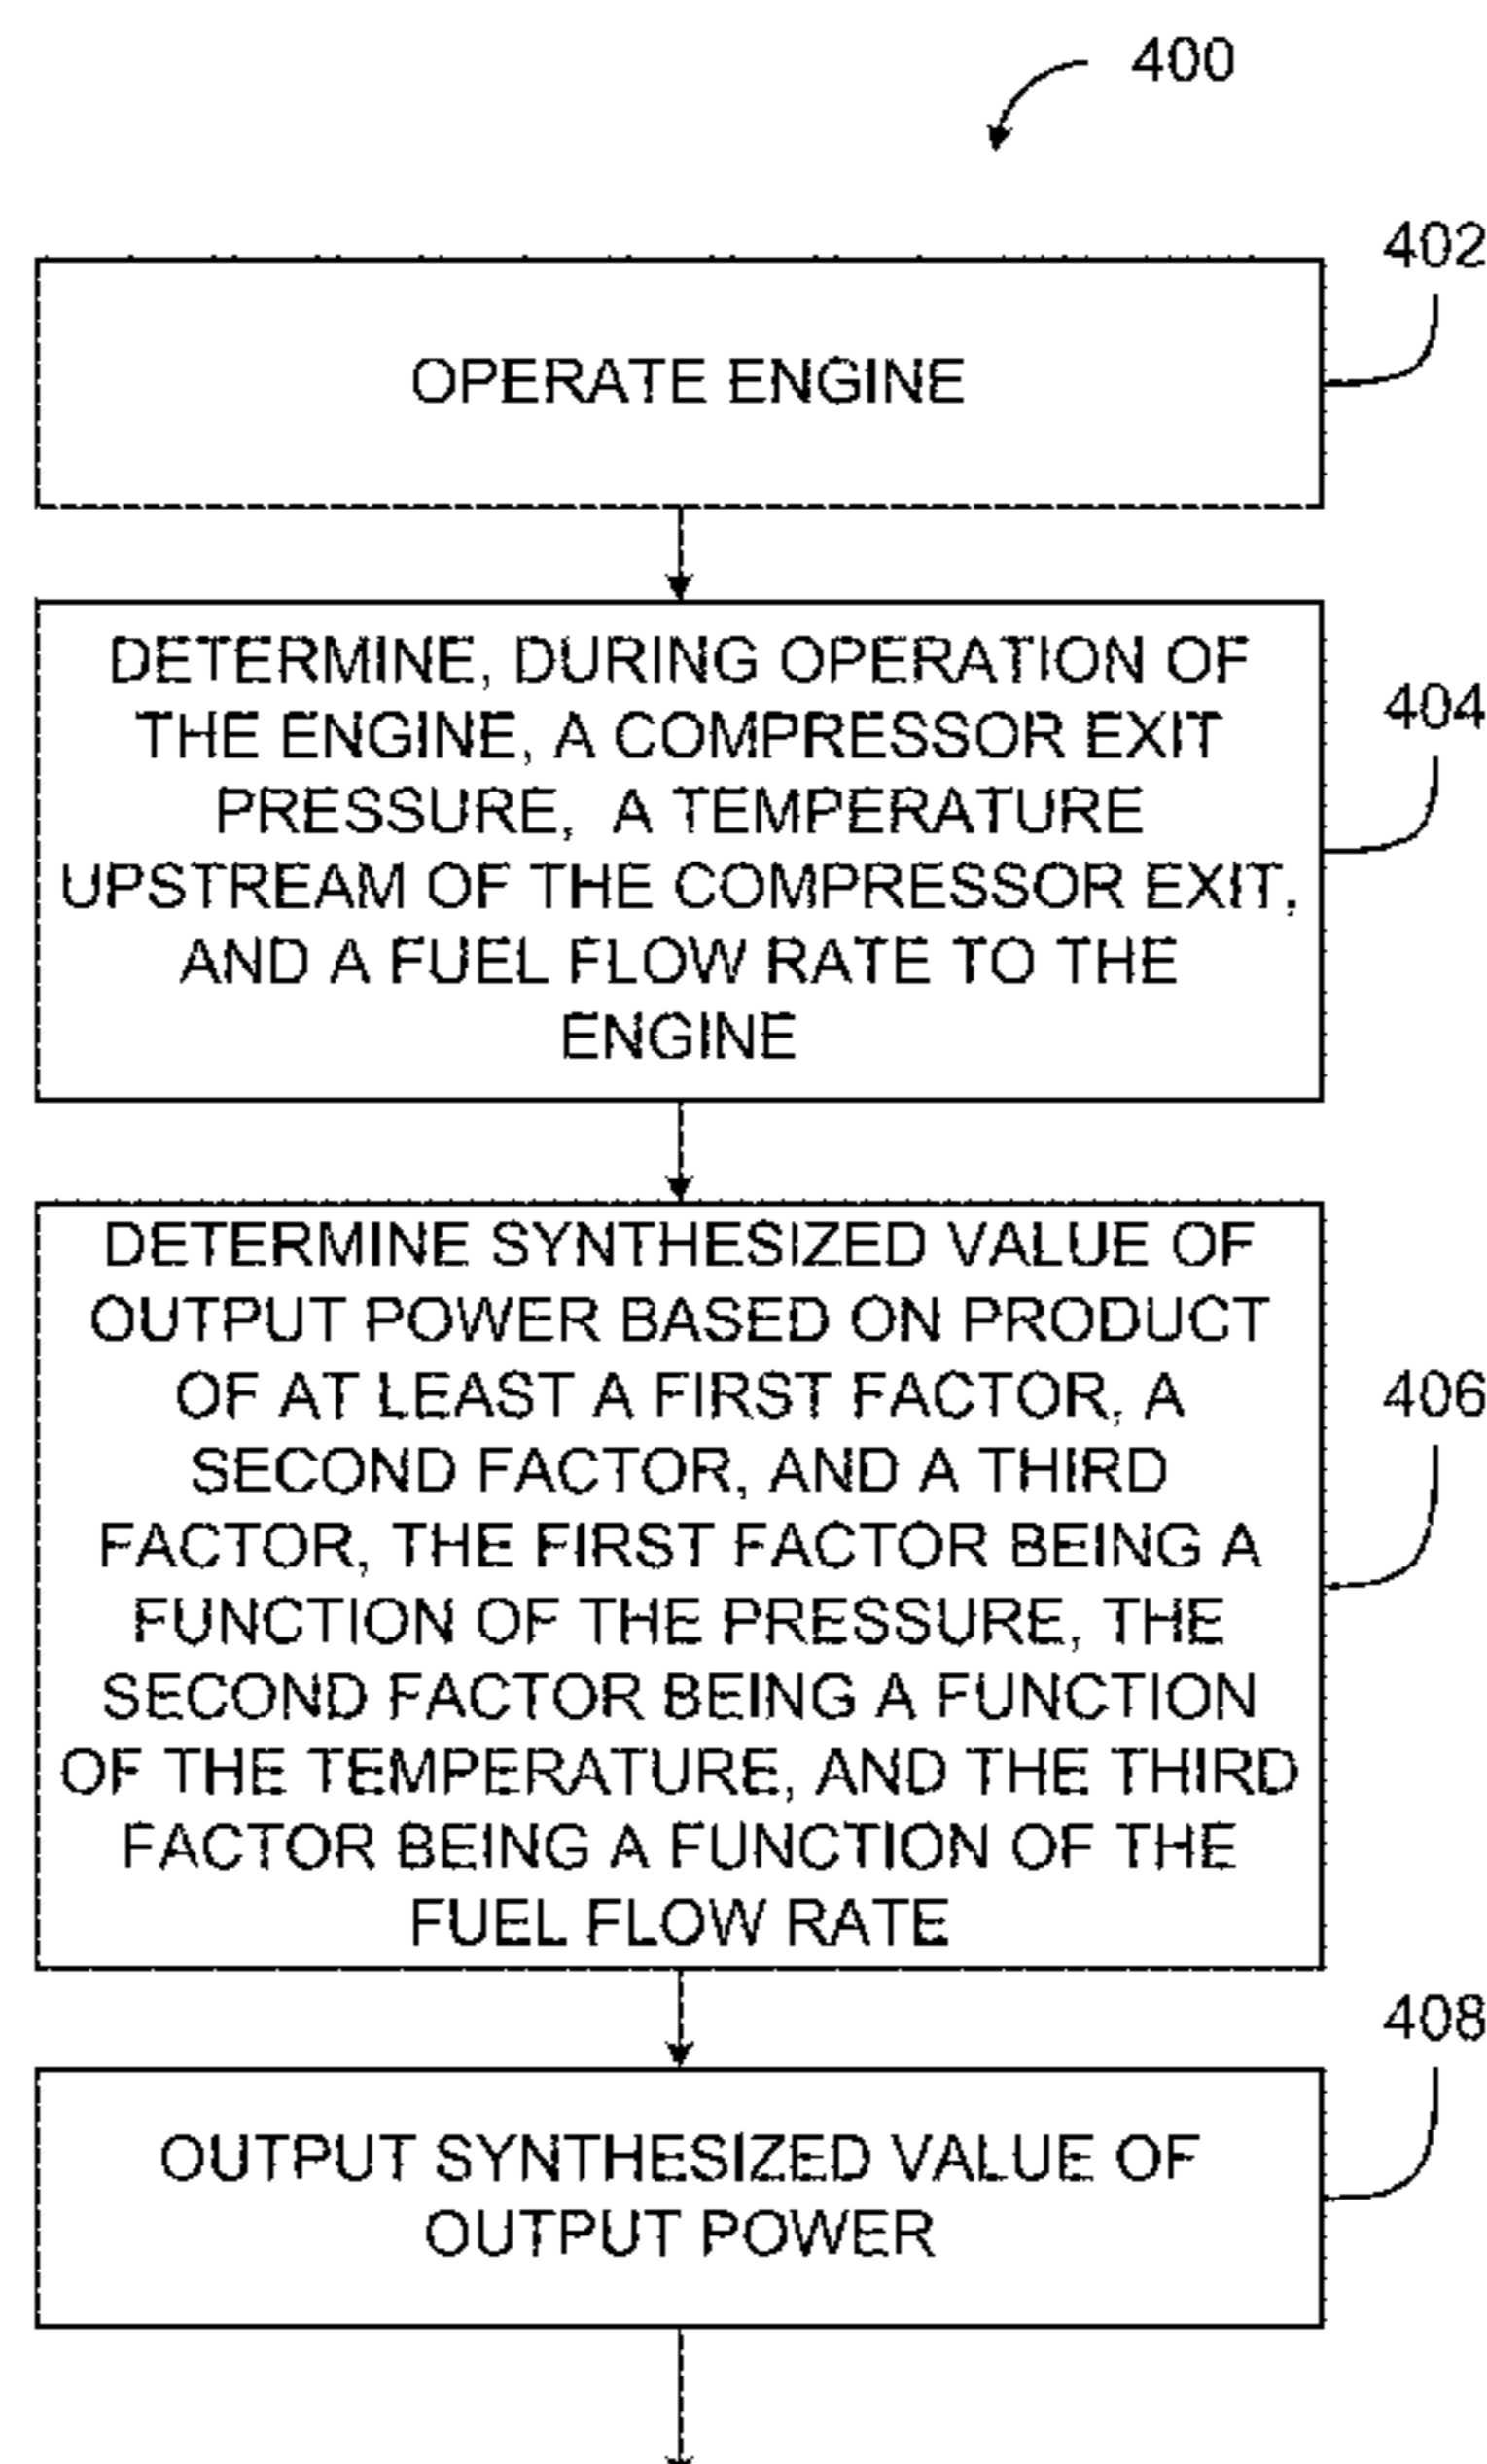 400
402
OPERATE ENGINE
404
DETERMINE, DURING OPERATION OF
THE ENGINE, A COMPRESSOR EXIT
PRESSURE, A TEMPERATURE
UPSTREAM OF THE COMPRESSOR EXIT,
AND A FUEL FLOW RATE TO THE
ENGINE
406
DETERMINE SYNTHESIZED VALUE OF
OUTPUT POWER BASED ON PRODUCT
OF AT LEAST A FIRST FACTOR, A
SECOND FACTOR, AND A THIRD
FACTOR, THE FIRST FACTOR BEING A
FUNCTION OF THE PRESSURE, THE
SECOND FACTOR BEING A FUNCTION
OF THE TEMPERATURE, AND THE THIRD
FACTOR BEING A FUNCTION OF THE
FUEL FLOW RATE
408
OUTPUT SYNTHESIZED VALUE OF
OUTPUT POWER